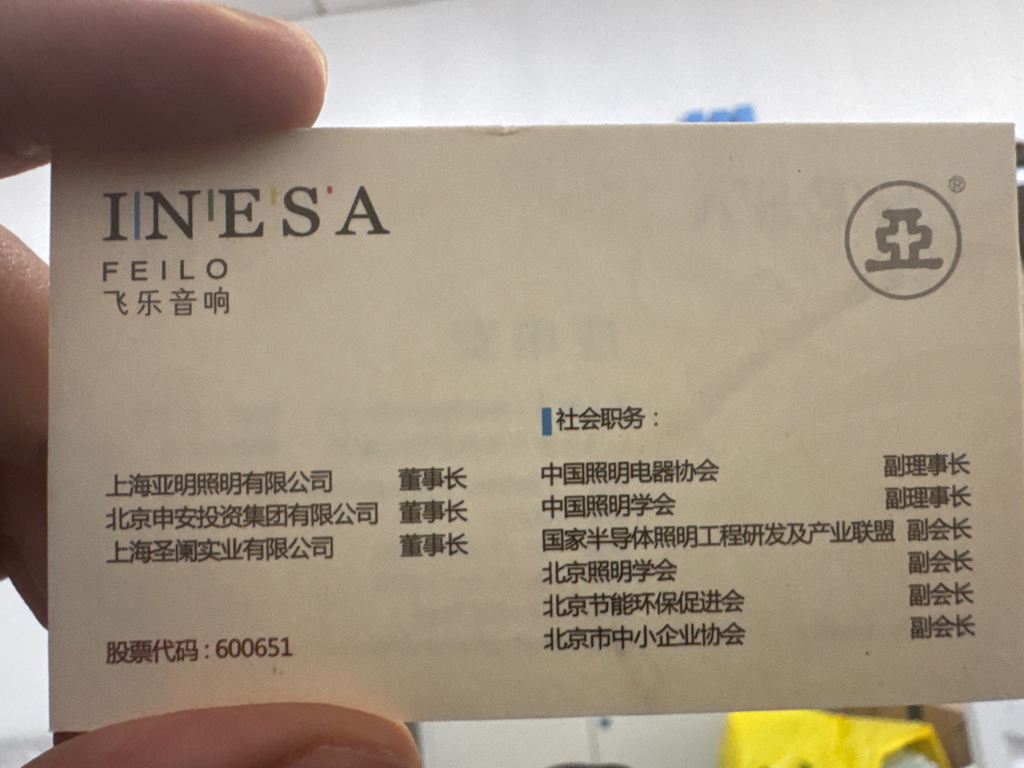 INESA
FEILO
飞乐音响
亞
®
上海亚明照明有限公司 董事长
北京申安投资集团有限公司 董事长
上海圣阑实业有限公司 董事长
股票代码：600651
社会职务：
中国照明电器协会 副理事长
中国照明学会 副理事长
国家半导体照明工程研发及产业联盟 副会长
北京照明学会 副会长
北京节能环保促进会 副会长
北京市中小企业协会 副会长